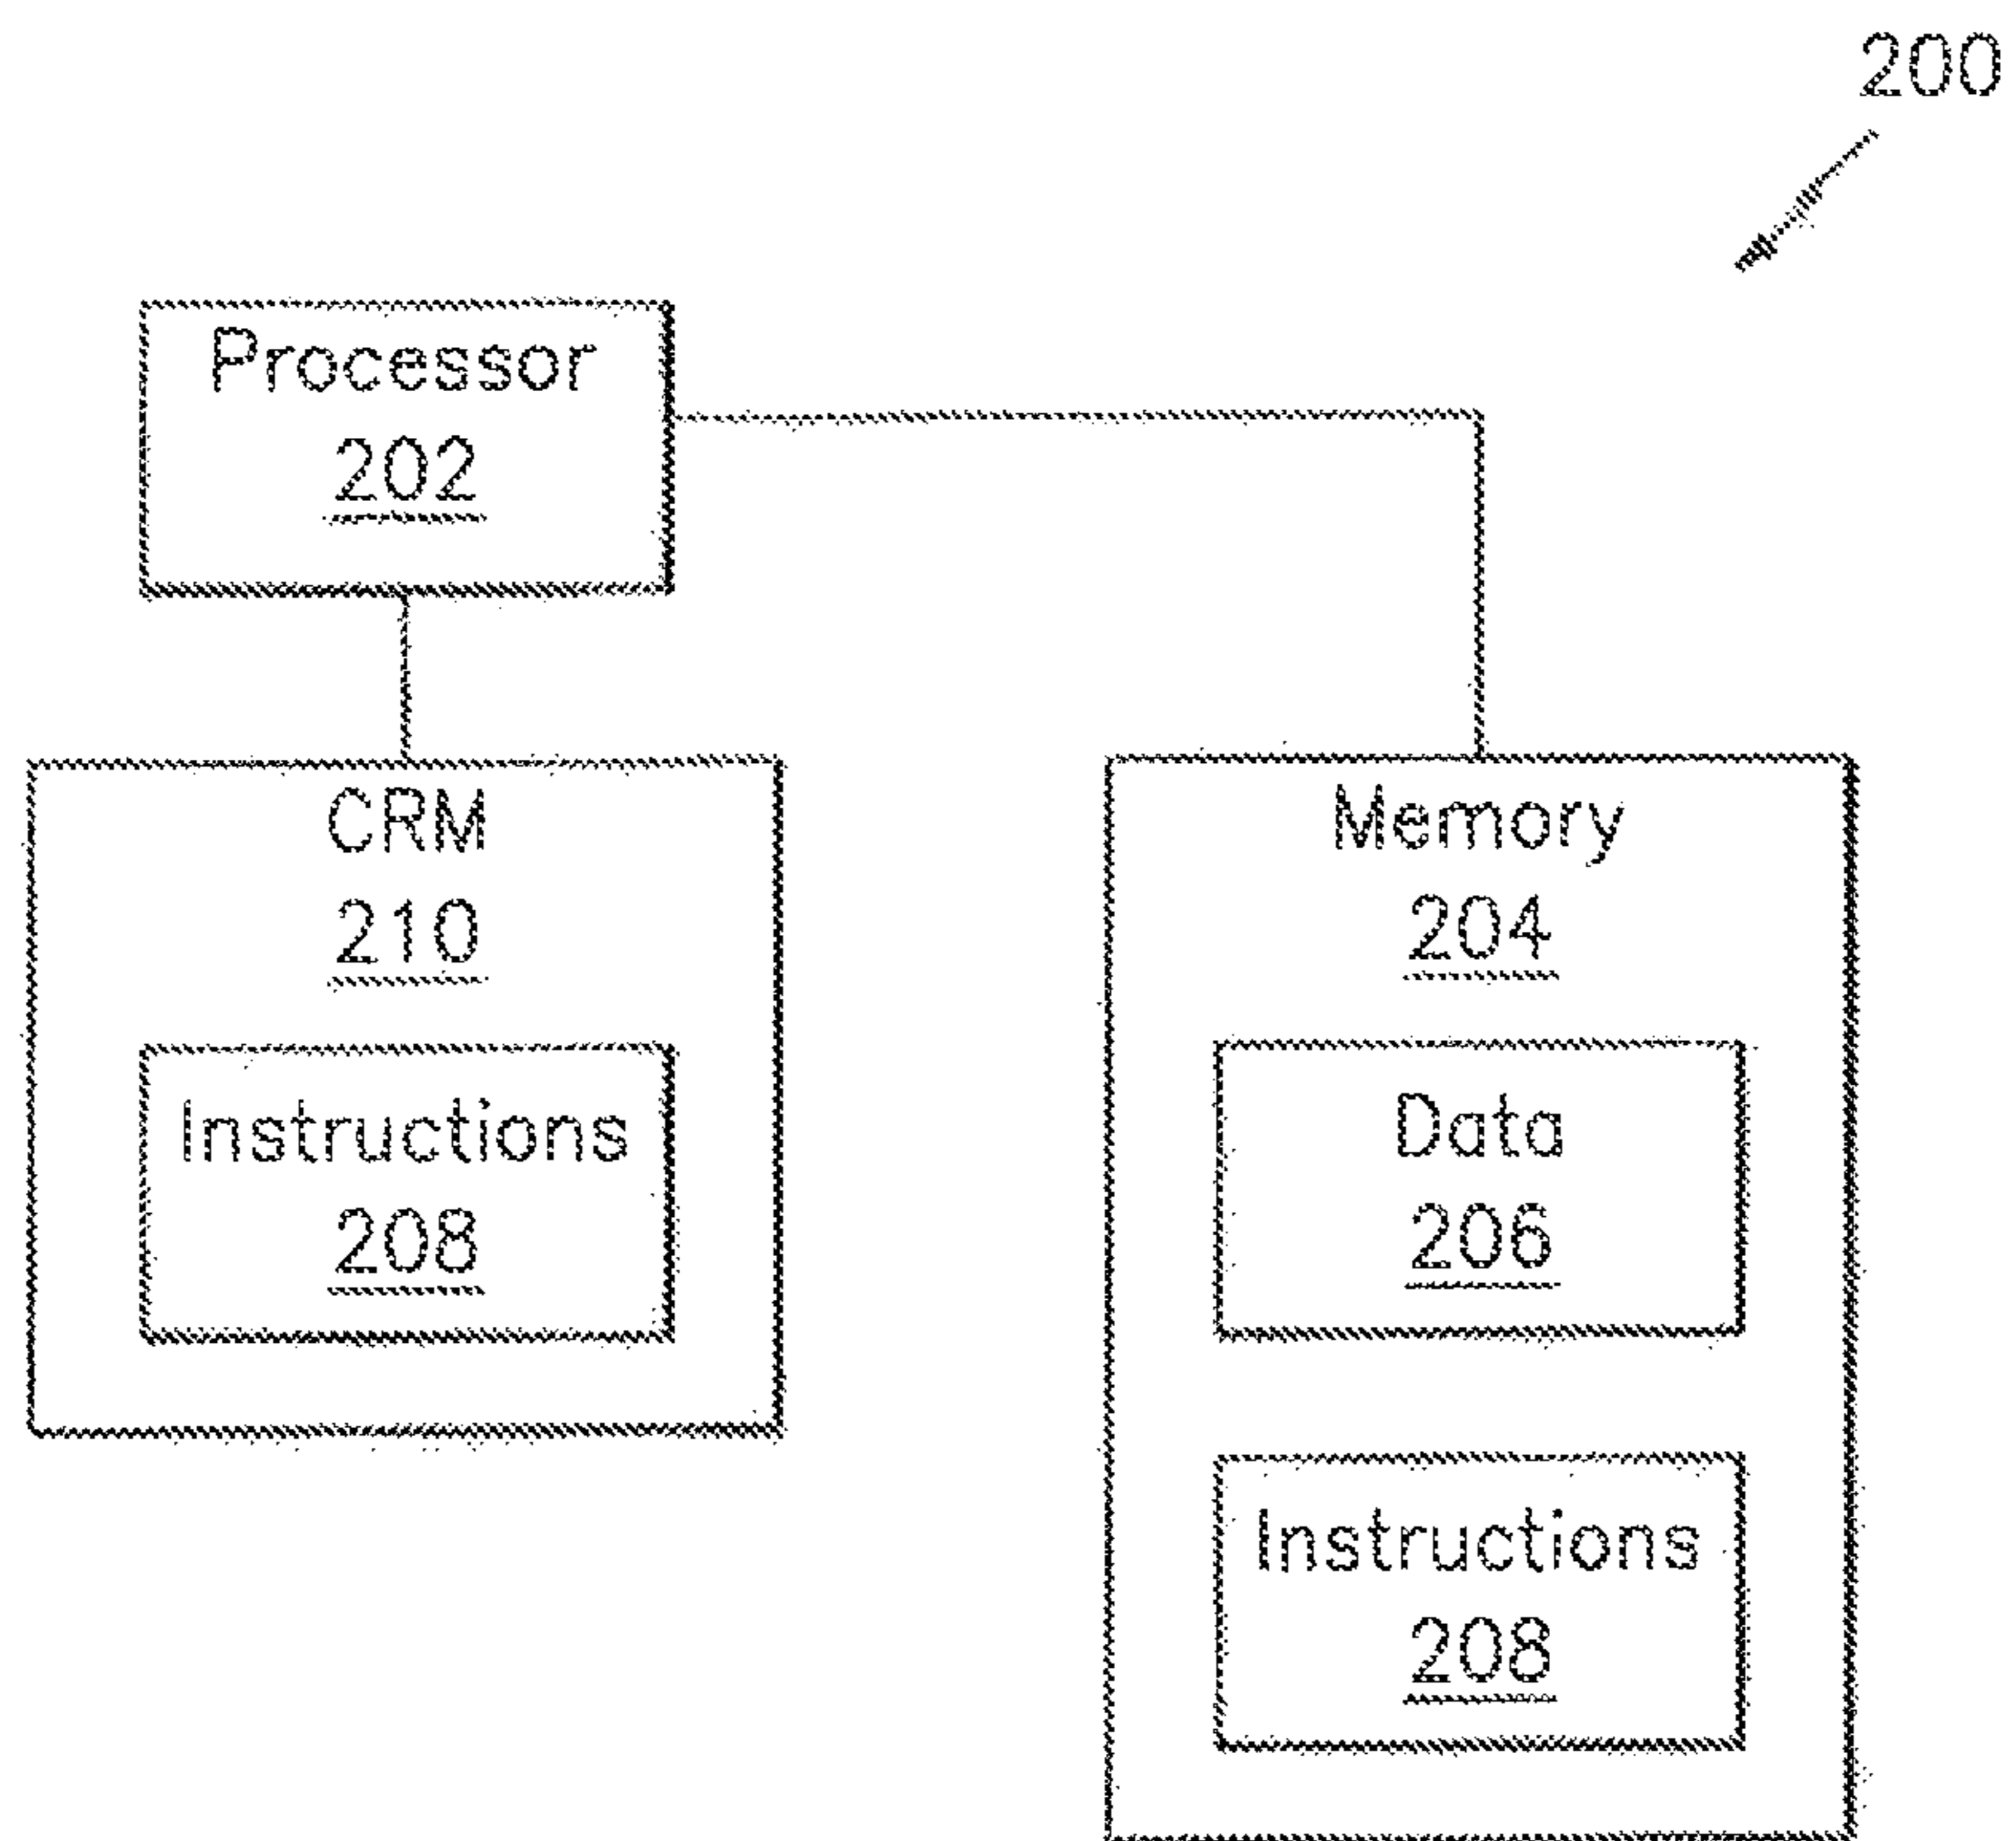 200
Processor
202
CRM
210
Instructions
208
Memory
204
Data
206
Instructions
208